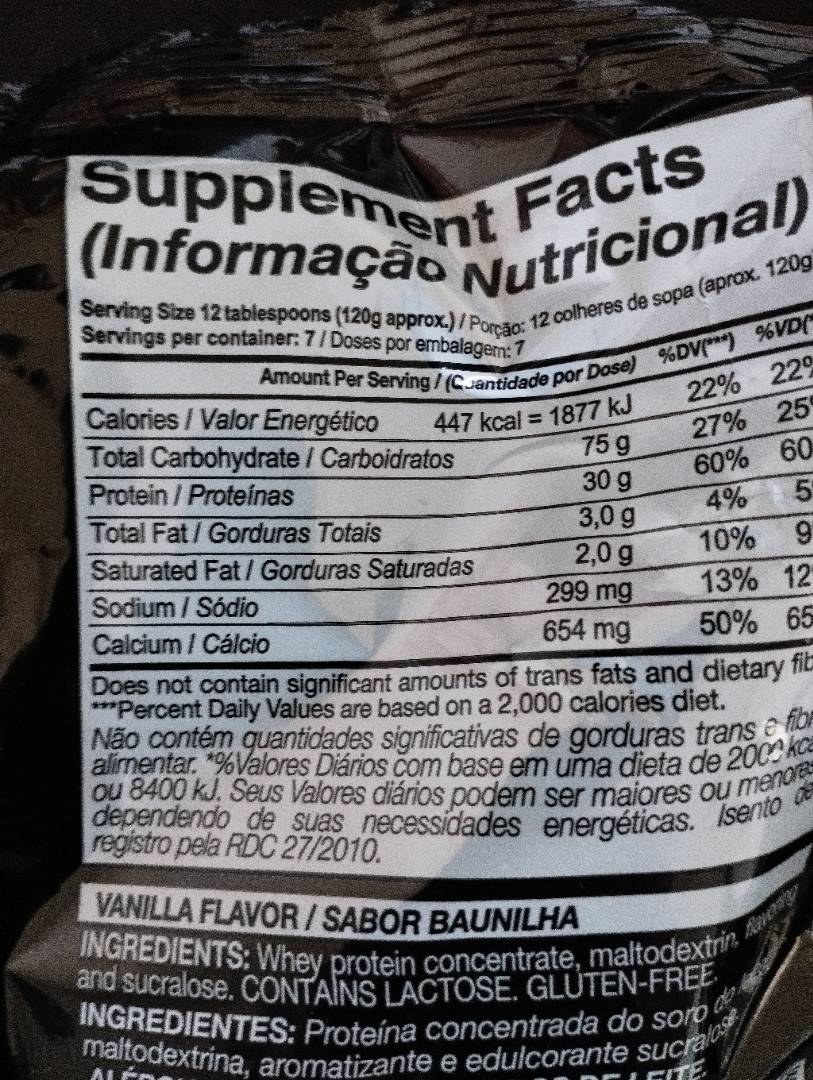 Supplement Facts
(Informação Nutricional)
Serving Size 12 tablespoons (120g approx.) / Porção: 12 colheres de sopa (aprox. 120g
Servings per container: 7 / Doses por embalagem: 7
Amount Per Serving / (Quantidade por Dose) %DV(***) %VD(*
Calories / Valor Energético 447 kcal = 1877 kJ 22% 22%
Total Carbohydrate / Carboidratos 75 g 27% 25%
Protein / Proteínas 30 g 60% 60
Total Fat / Gorduras Totais 3,0 g 4% 5
Saturated Fat / Gorduras Saturadas 2,0 g 10% 9
Sodium / Sódio 299 mg 13% 12
Calcium / Cálcio 654 mg 50% 65
Does not contain significant amounts of trans fats and dietary fib
***Percent Daily Values are based on a 2,000 calories diet.
Não contém quantidades significativas de gorduras trans e fibr
alimentar. *%Valores Diários com base em uma dieta de 2000 kca
ou 8400 kJ. Seus Valores diários podem ser maiores ou menores
dependendo de suas necessidades energéticas. Isento de
registro pela RDC 27/2010.
VANILLA FLAVOR / SABOR BAUNILHA
INGREDIENTS: Whey protein concentrate, maltodextrin, flavoring
and sucralose. CONTAINS LACTOSE. GLUTEN-FREE.
INGREDIENTES: Proteína concentrada do soro do
maltodextrina, aromatizante e edulcorante sucralose.
LEITE.